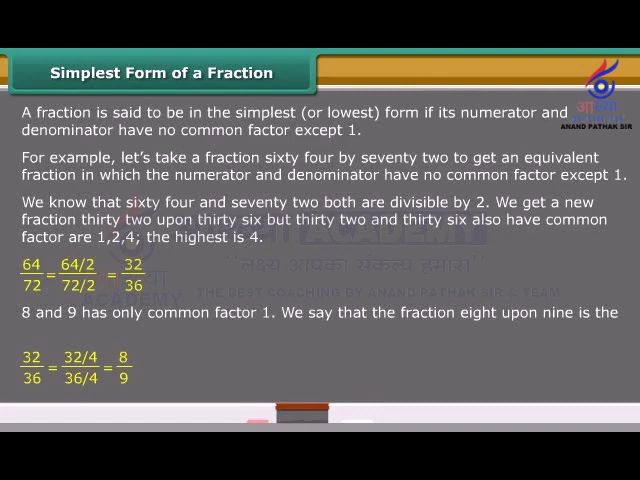 Simplest Form of a Fraction
ANAND PATHAK SIR
A fraction is said to be in the simplest (or lowest) form if its numerator and
denominator have no common factor except 1.
For example, let's take a fraction sixty four by seventy two to get an equivalent
fraction in which the numerator and denominator have no common factor except 1.
We know that sixty four and seventy two both are divisible by 2. We get a new
fraction thirty two upon thirty six but thirty two and thirty six also have common
factor are 1,2,4; the highest is 4.
ACADEMY
"लक्ष्य आपका संकल्प हमारा"
64/72 = 64/2 / 72/2 = 32/36
ACADEMY THE BEST COACHING BY ANAND PATHAK SIR & TEAM
8 and 9 has only common factor 1. We say that the fraction eight upon nine is the
32/36 = 32/4 / 36/4 = 8/9